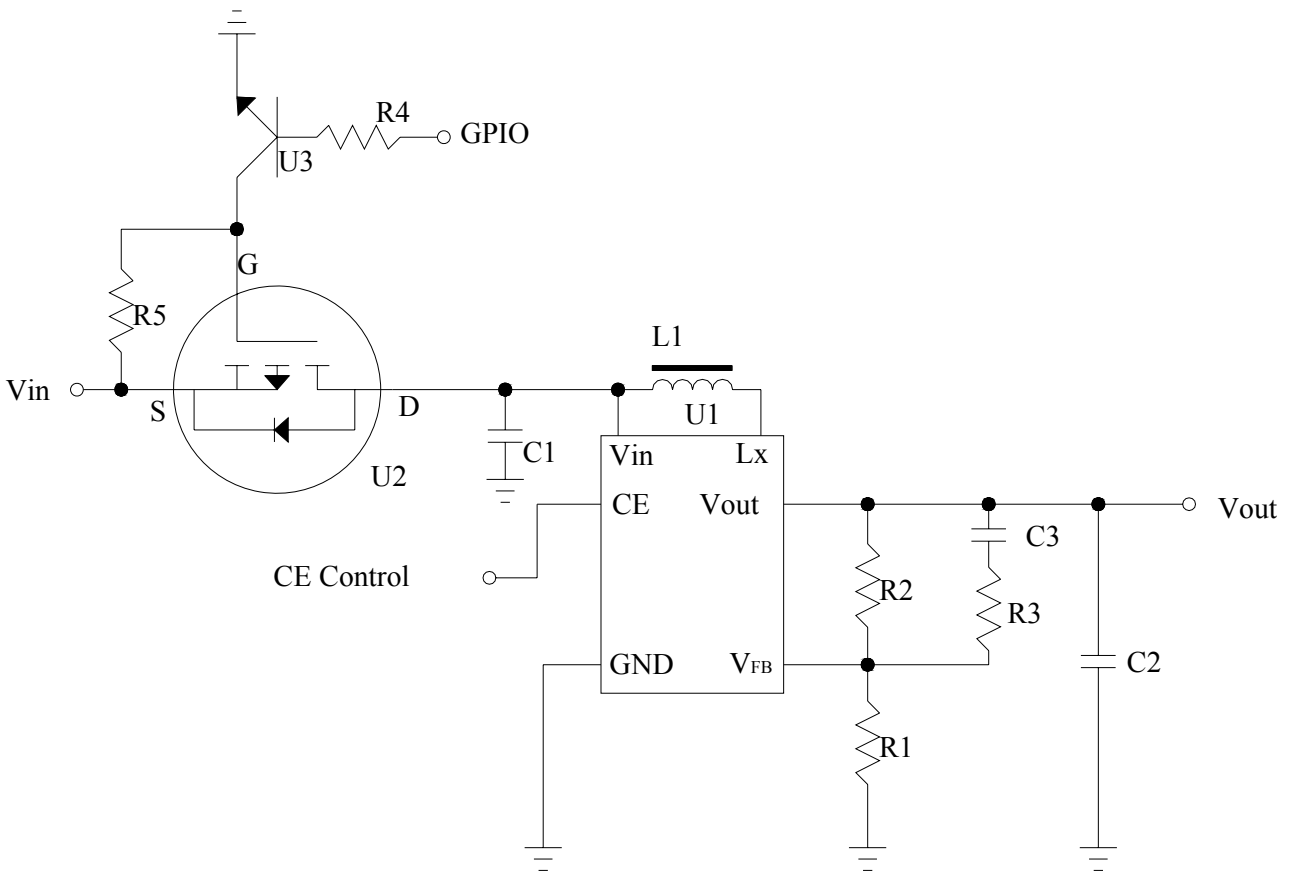 R4
GPIO
U3
G
R5
L1
Vin
S
D
U1
C1
Vin
Lx
U2
CE
Vout
Vout
C3
CE Control
R2
R3
GND
VFB
C2
R1